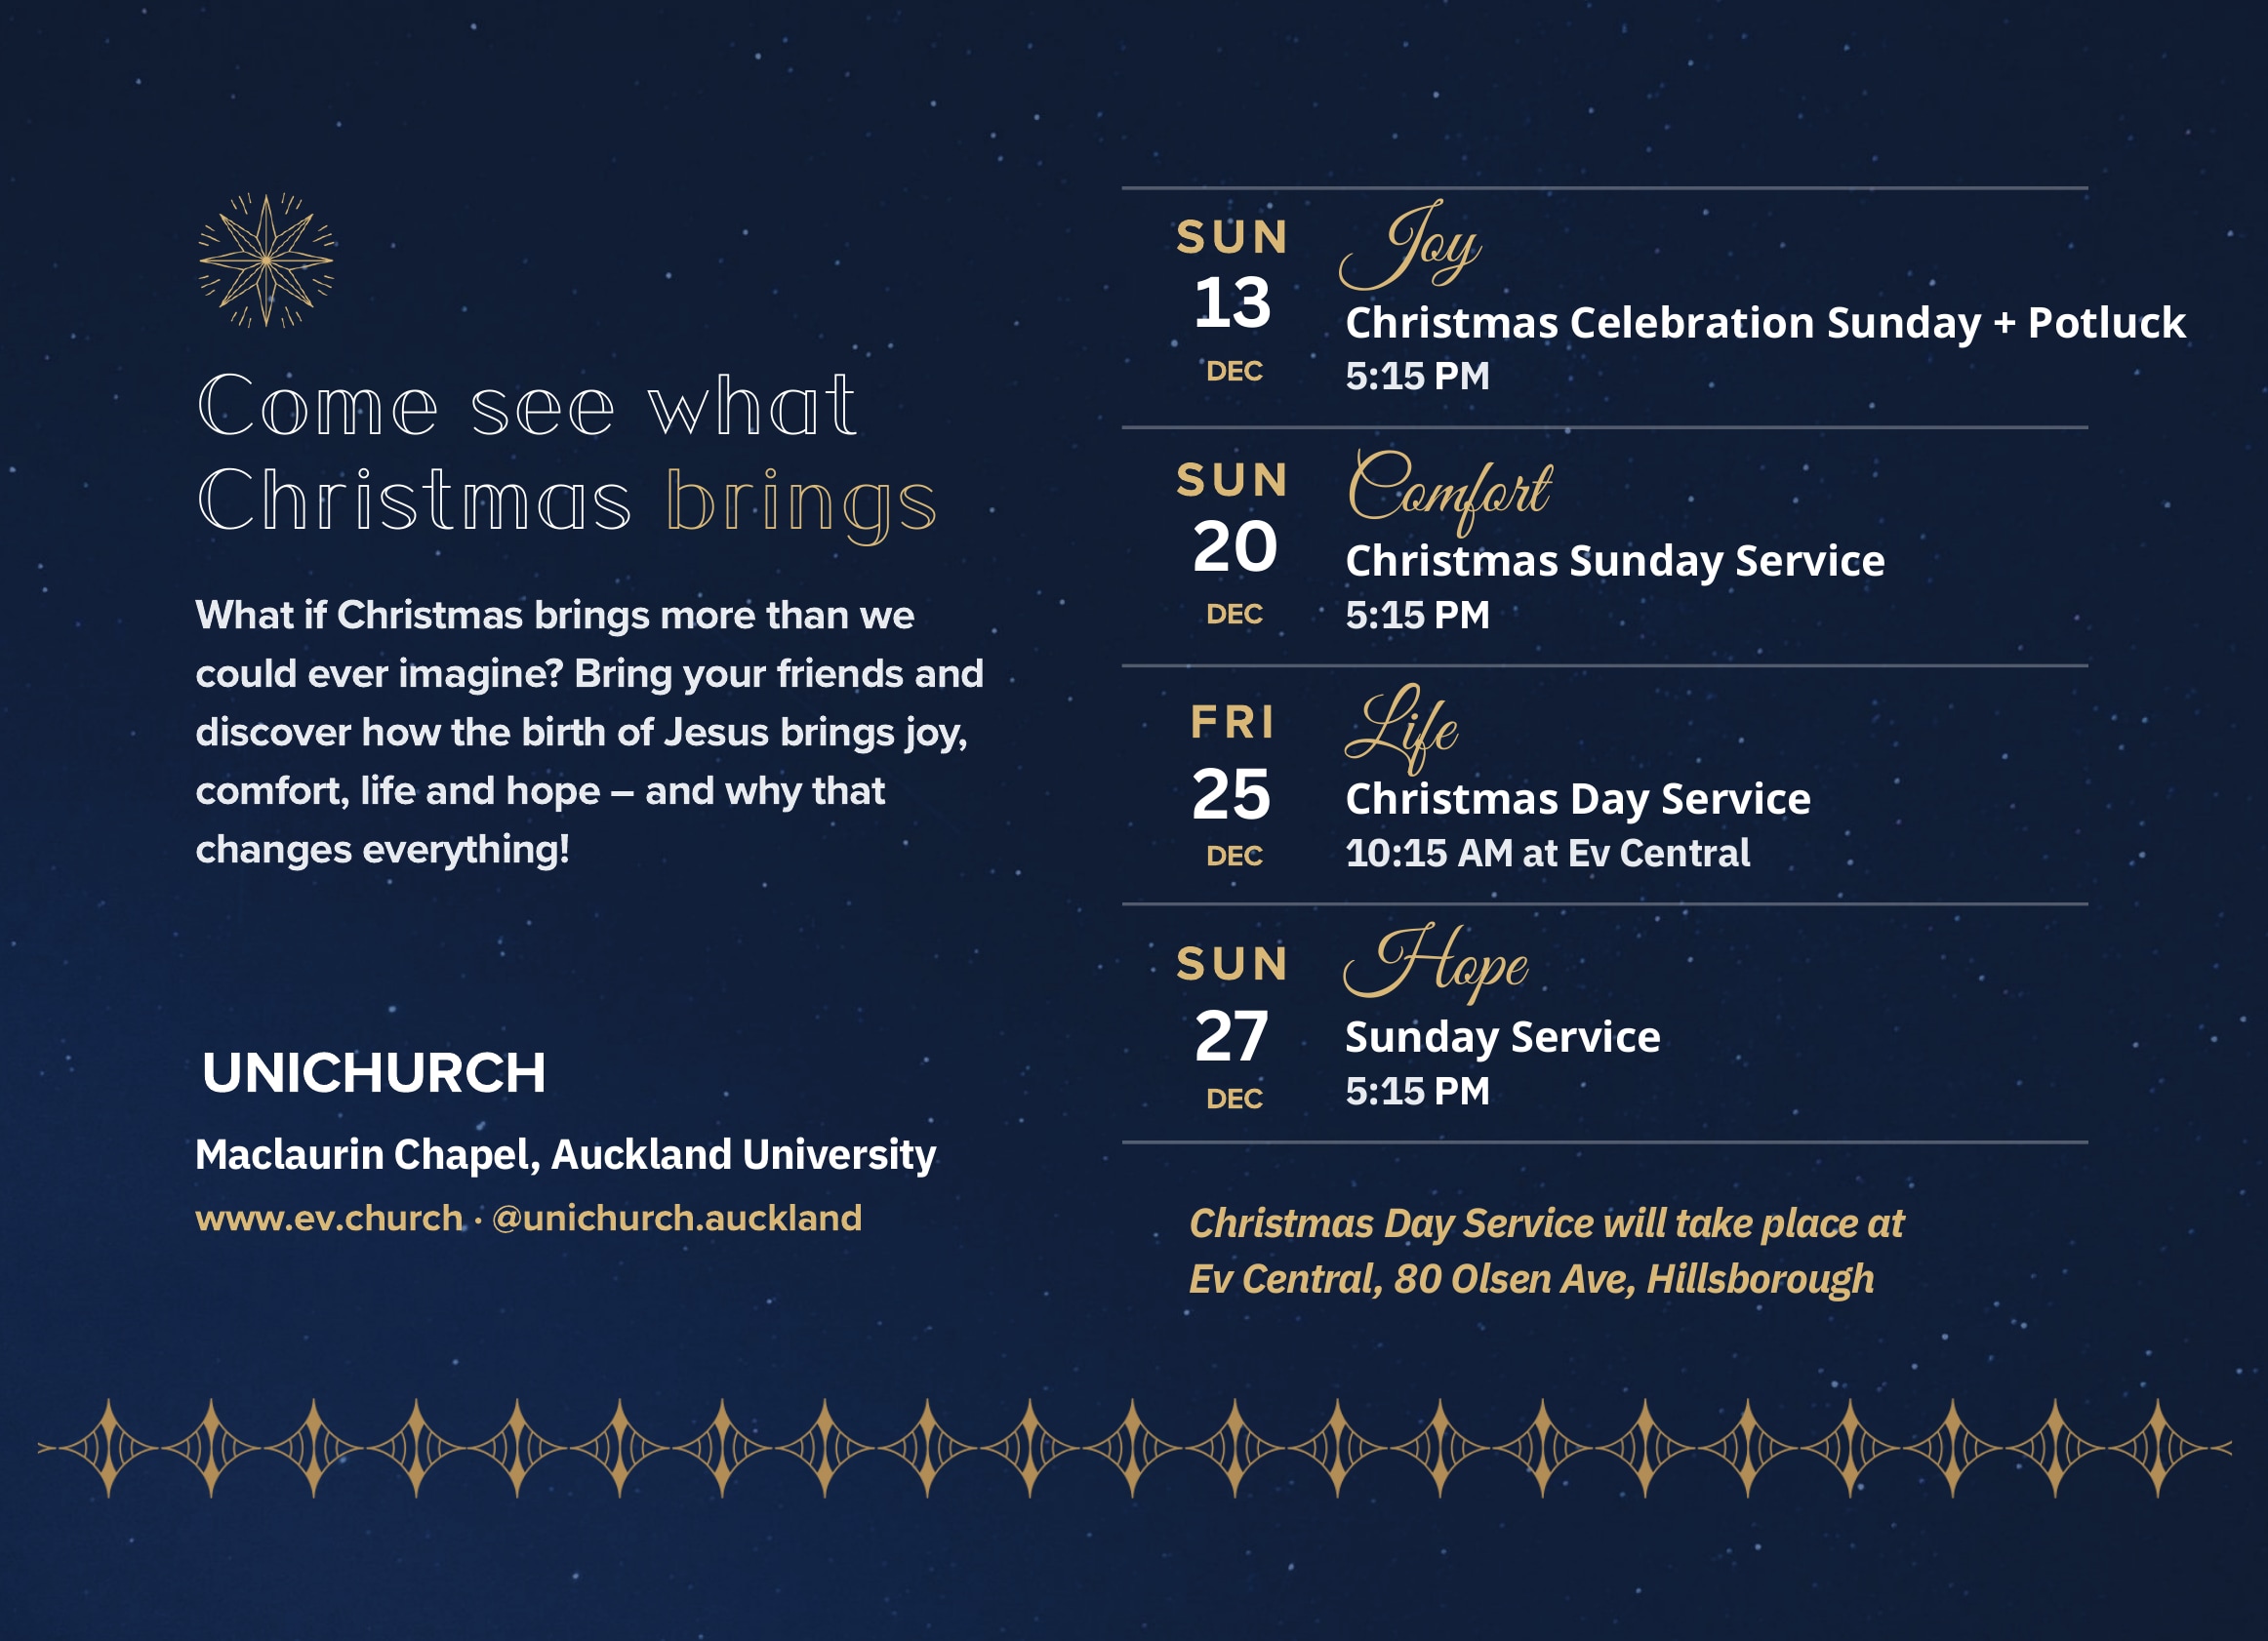 Come see what
Christmas brings
What if Christmas brings more than we
could ever imagine? Bring your friends and
discover how the birth of Jesus brings joy,
comfort, life and hope – and why that
changes everything!
UNICHURCH
Maclaurin Chapel, Auckland University
www.ev.church · @unichurch.auckland
SUN
13
DEC
Joy
Christmas Celebration Sunday + Potluck
5:15 PM
SUN
20
DEC
Comfort
Christmas Sunday Service
5:15 PM
FRI
25
DEC
Life
Christmas Day Service
10:15 AM at Ev Central
SUN
27
DEC
Hope
Sunday Service
5:15 PM
Christmas Day Service will take place at
Ev Central, 80 Olsen Ave, Hillsborough